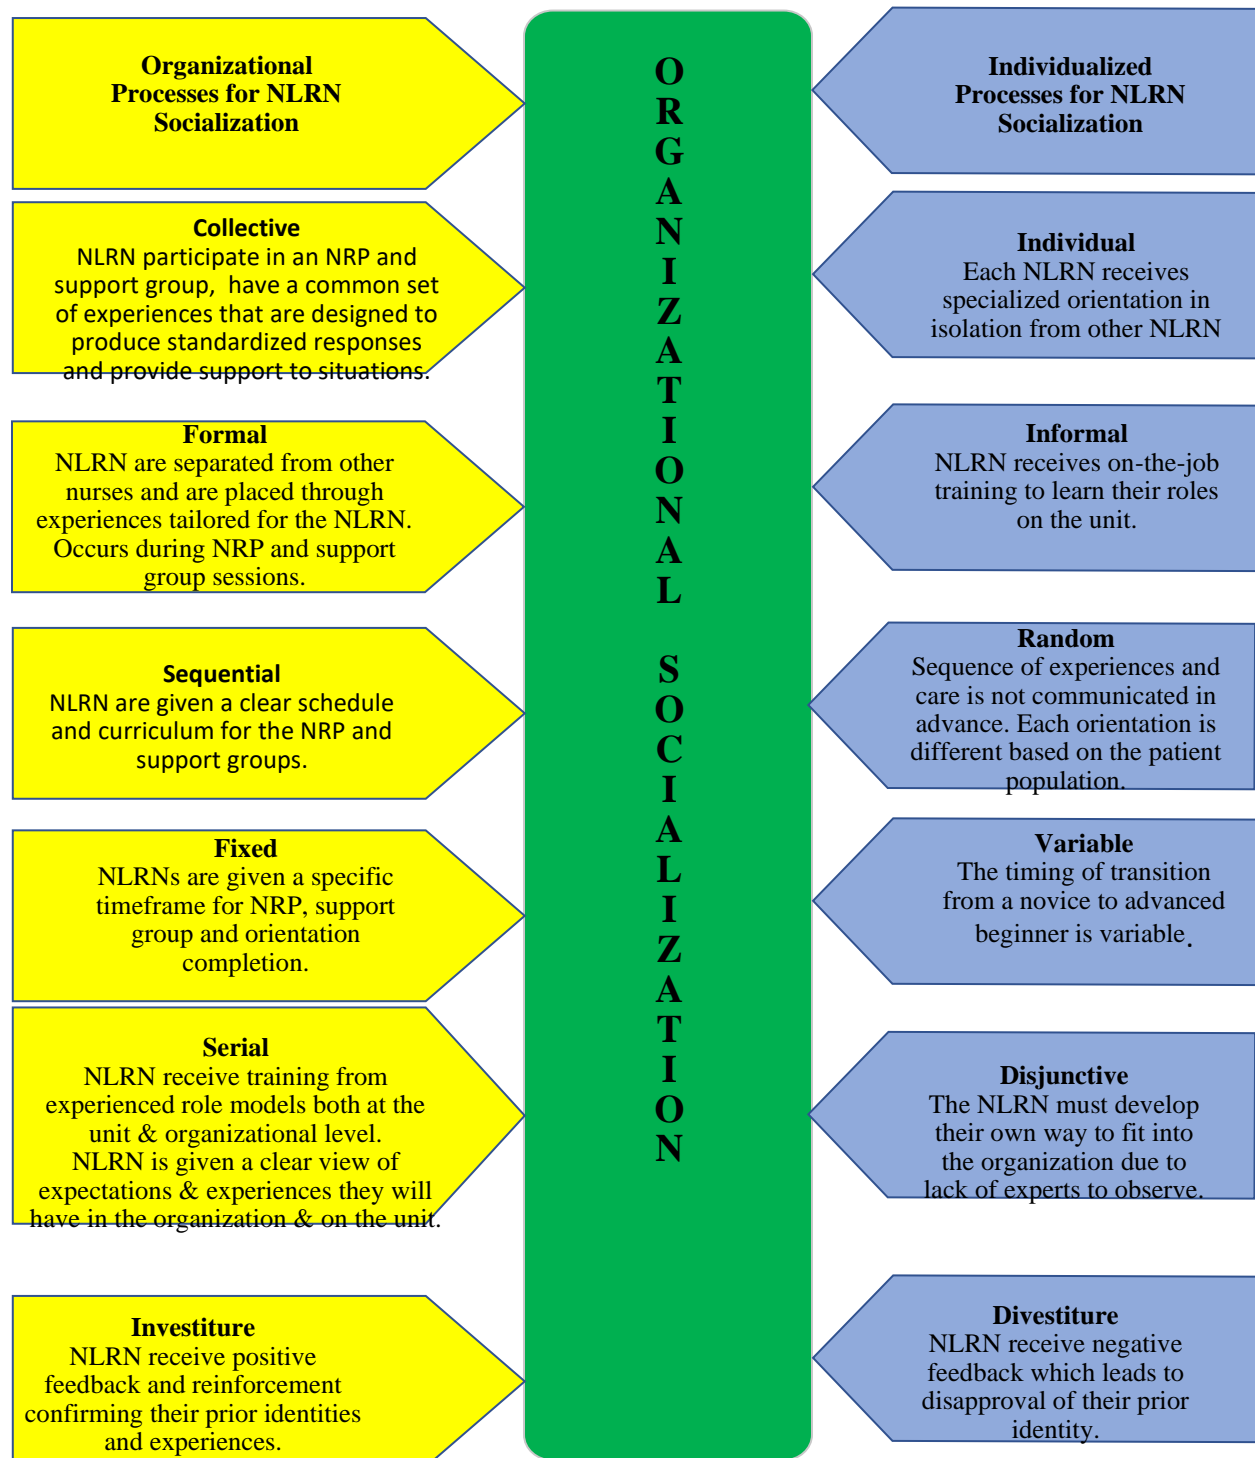 Organizational
Processes for NLRN
Socialization
Collective
NLRN participate in an NRP and
support group, have a common set
of experiences that are designed to
produce standardized responses
and provide support to situations.
Formal
NLRN are separated from other
nurses and are placed through
experiences tailored for the NLRN.
Occurs during NRP and support
group sessions.
Sequential
NLRN are given a clear schedule
and curriculum for the NRP and
support groups.
Fixed
NLRNs are given a specific
timeframe for NRP, support
group and orientation
completion.
Serial
NLRN receive training from
experienced role models both at the
unit & organizational level.
NLRN is given a clear view of
expectations & experiences they will
have in the organization & on the unit.
Investiture
NLRN receive positive
feedback and reinforcement
confirming their prior identities
and experiences.
ORGANIZATIONAL SOCIALIZATION
Individualized
Processes for NLRN
Socialization
Individual
Each NLRN receives
specialized orientation in
isolation from other NLRN
Informal
NLRN receives on-the-job
training to learn their roles
on the unit.
Random
Sequence of experiences and
care is not communicated in
advance. Each orientation is
different based on the patient
population.
Variable
The timing of transition
from a novice to advanced
beginner is variable.
Disjunctive
The NLRN must develop
their own way to fit into
the organization due to
lack of experts to observe.
Divestiture
NLRN receive negative
feedback which leads to
disapproval of their prior
identity.